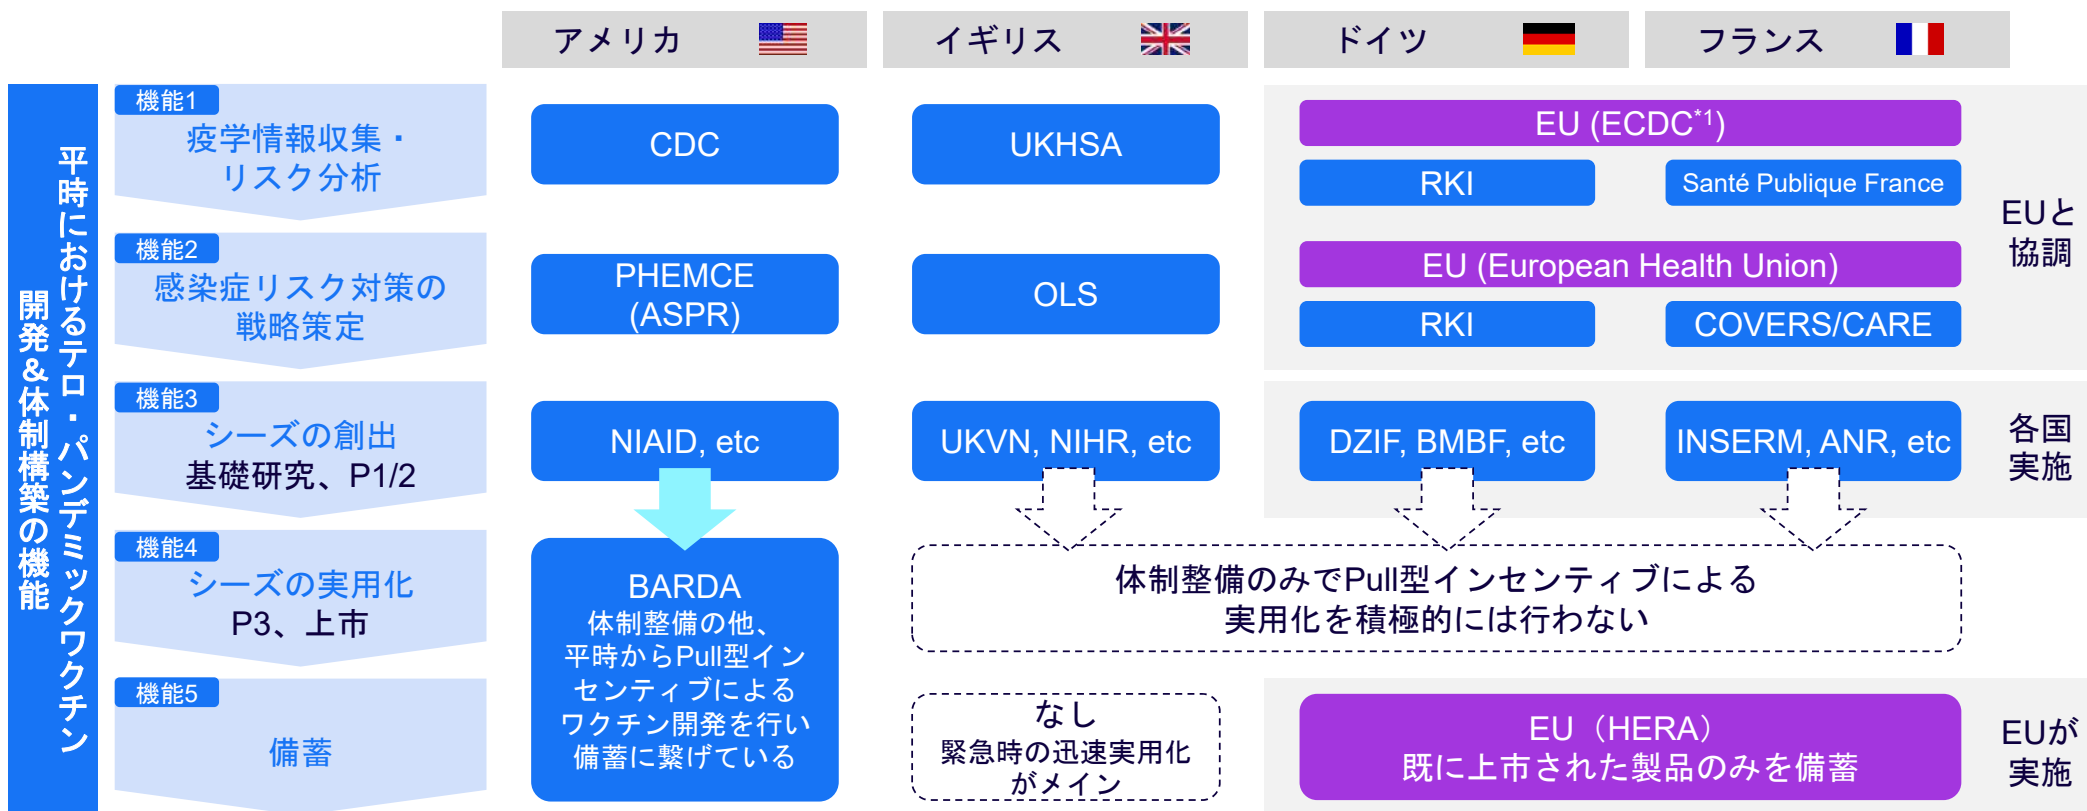 アメリカ
イギリス
ドイツ
フランス
平時におけるテロ・パンデミックワクチン
開発&体制構築の機能
機能1
疫学情報収集・
リスク分析
CDC
UKHSA
EU (ECDC*1)
RKI
Santé Publique France
EUと
協調
機能2
感染症リスク対策の
戦略策定
PHEMCE
(ASPR)
OLS
EU (European Health Union)
RKI
COVERS/CARE
機能3
シーズの創出
基礎研究、P1/2
NIAID, etc
UKVN, NIHR, etc
DZIF, BMBF, etc
INSERM, ANR, etc
各国
実施
機能4
シーズの実用化
P3、上市
BARDA
体制整備の他、
平時からPull型イン
センティブによる
ワクチン開発を行い
備蓄に繋げている
体制整備のみでPull型インセンティブによる
実用化を積極的には行わない
機能5
備蓄
なし
緊急時の迅速実用化
がメイン
EU（HERA）
既に上市された製品のみを備蓄
EUが
実施